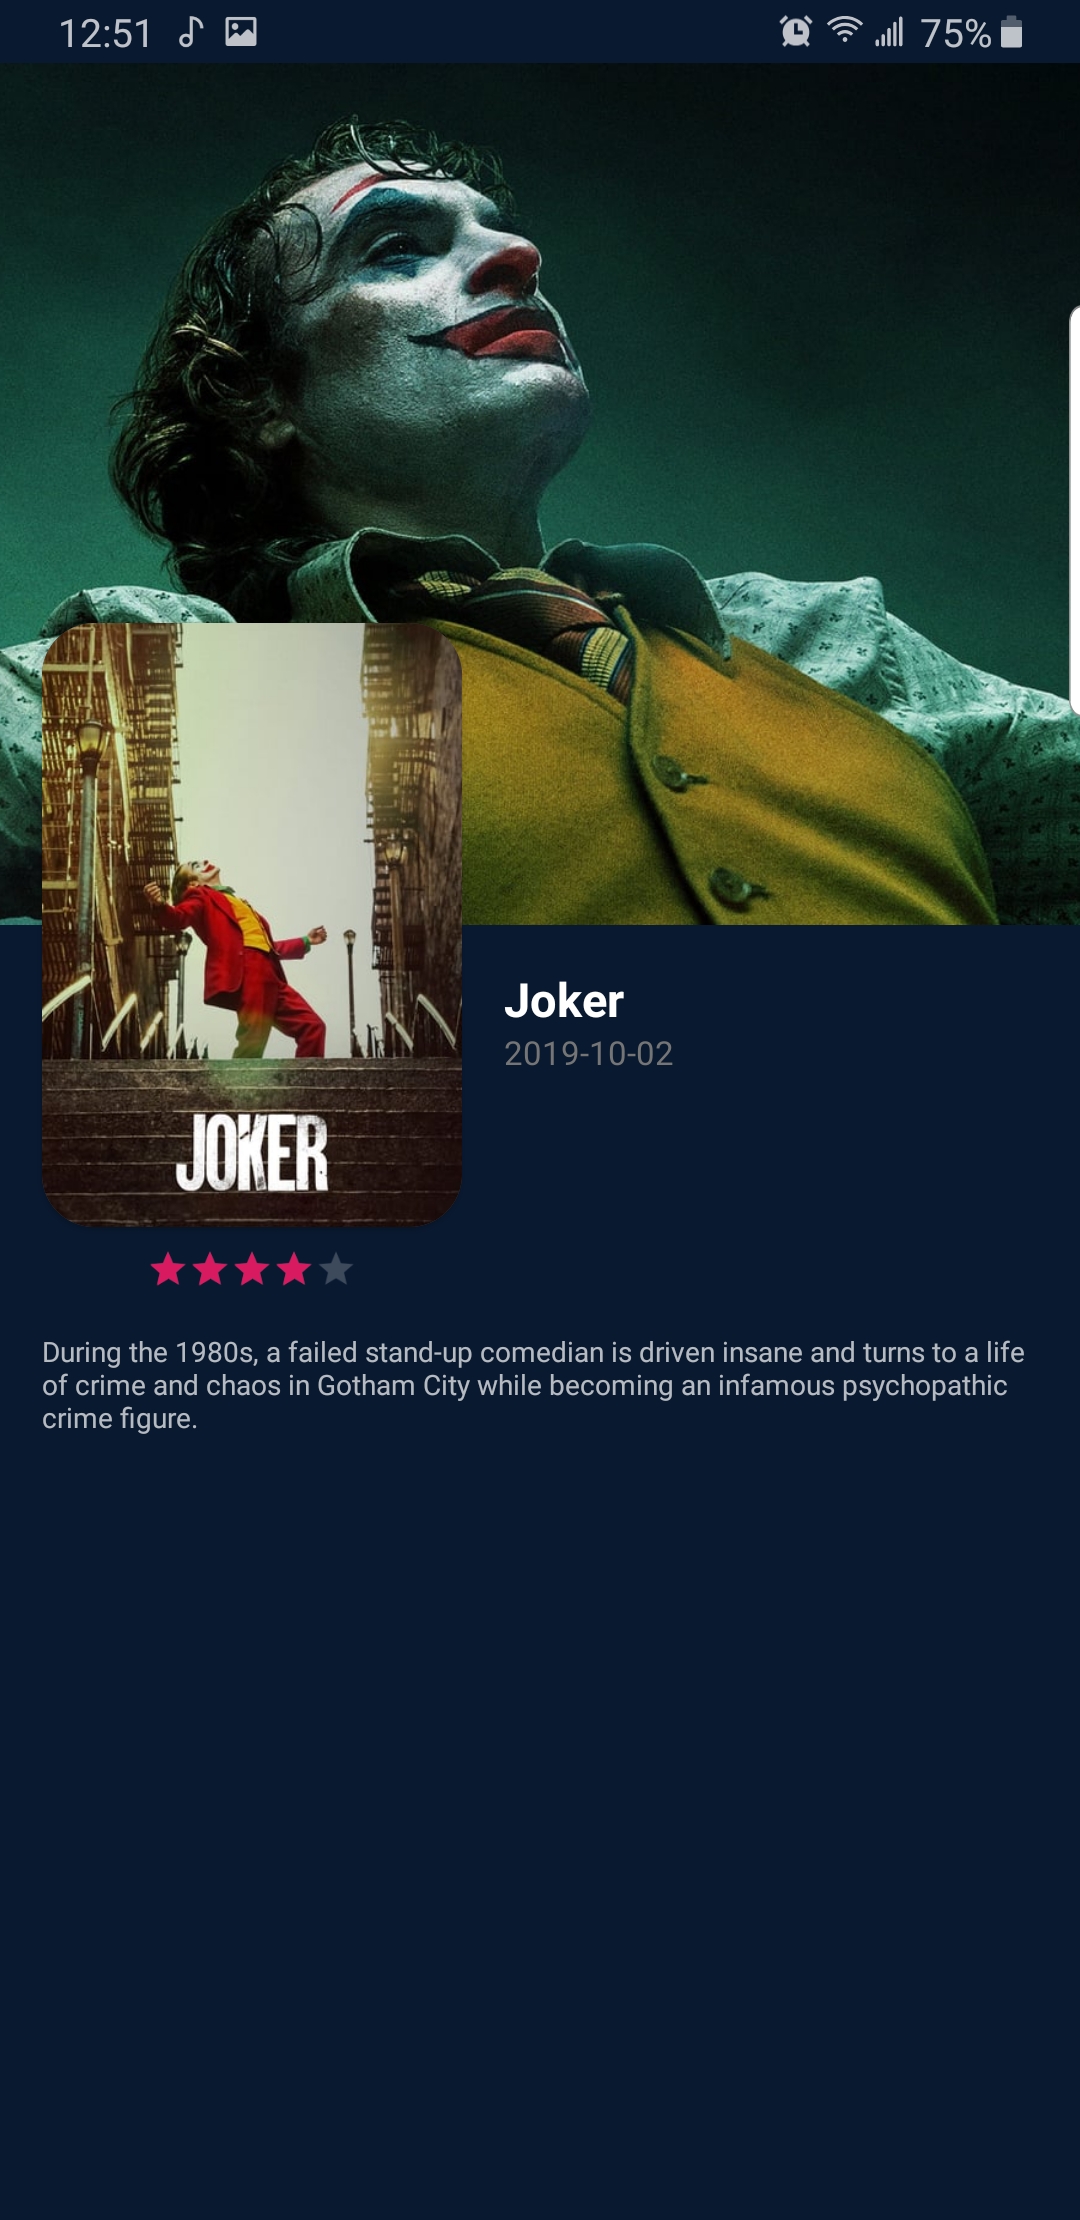 12:51
75%
JOKER
Joker
2019-10-02
During the 1980s, a failed stand-up comedian is driven insane and turns to a life
of crime and chaos in Gotham City while becoming an infamous psychopathic
crime figure.